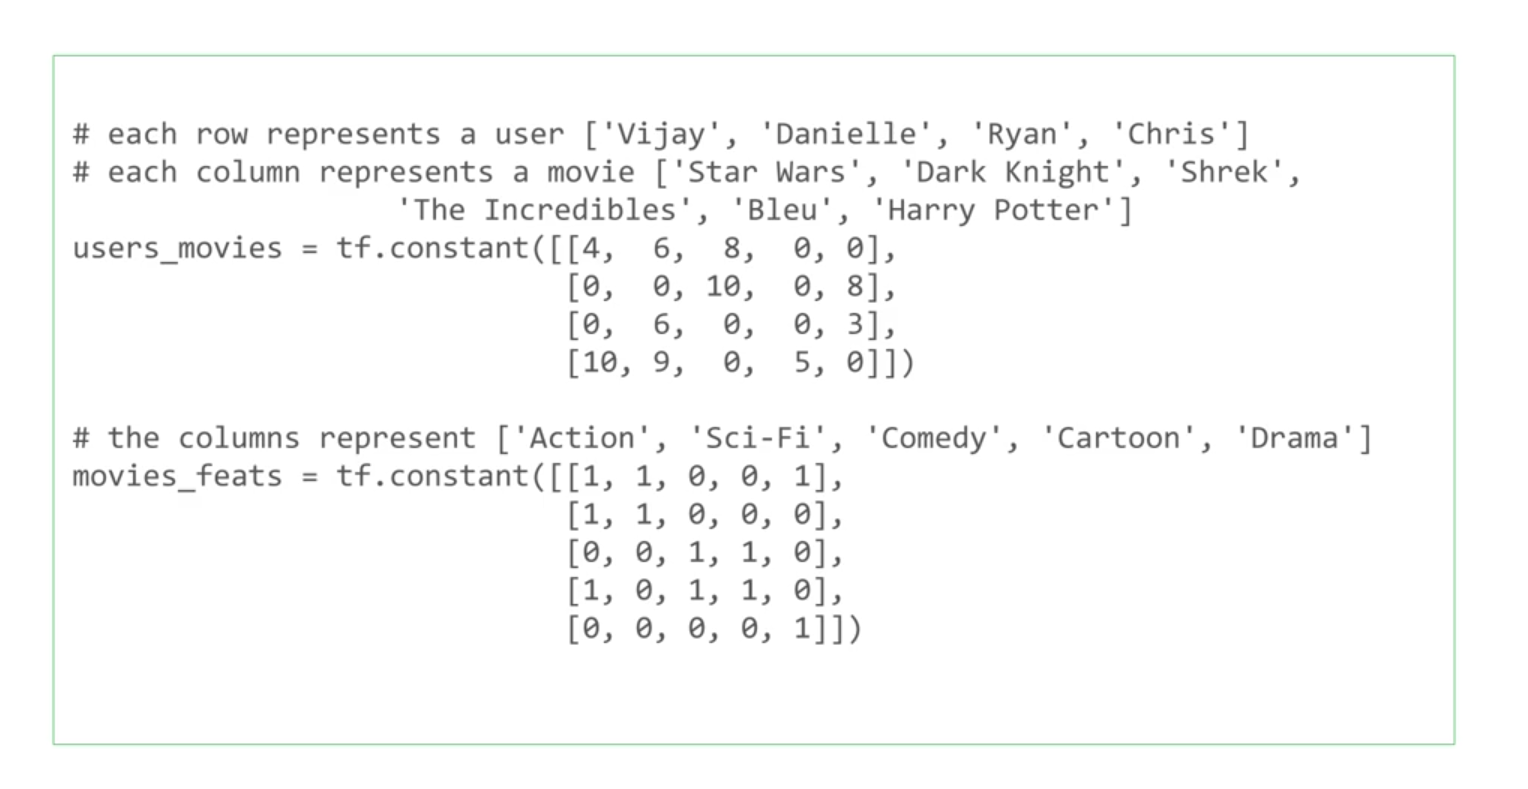 # each row represents a user ['Vijay', 'Danielle', 'Ryan', 'Chris']
# each column represents a movie ['Star Wars', 'Dark Knight', 'Shrek',
'The Incredibles', 'Bleu', 'Harry Potter']
users_movies = tf.constant([[4, 6, 8, 0, 0],
[0, 0, 10, 0, 8],
[0, 6, 0, 0, 3],
[10, 9, 0, 5, 0]])
# the columns represent ['Action', 'Sci-Fi', 'Comedy', 'Cartoon', 'Drama']
movies_feats = tf.constant([[1, 1, 0, 0, 1],
[1, 1, 0, 0, 0],
[0, 0, 1, 1, 0],
[1, 0, 1, 1, 0],
[0, 0, 0, 0, 1]])